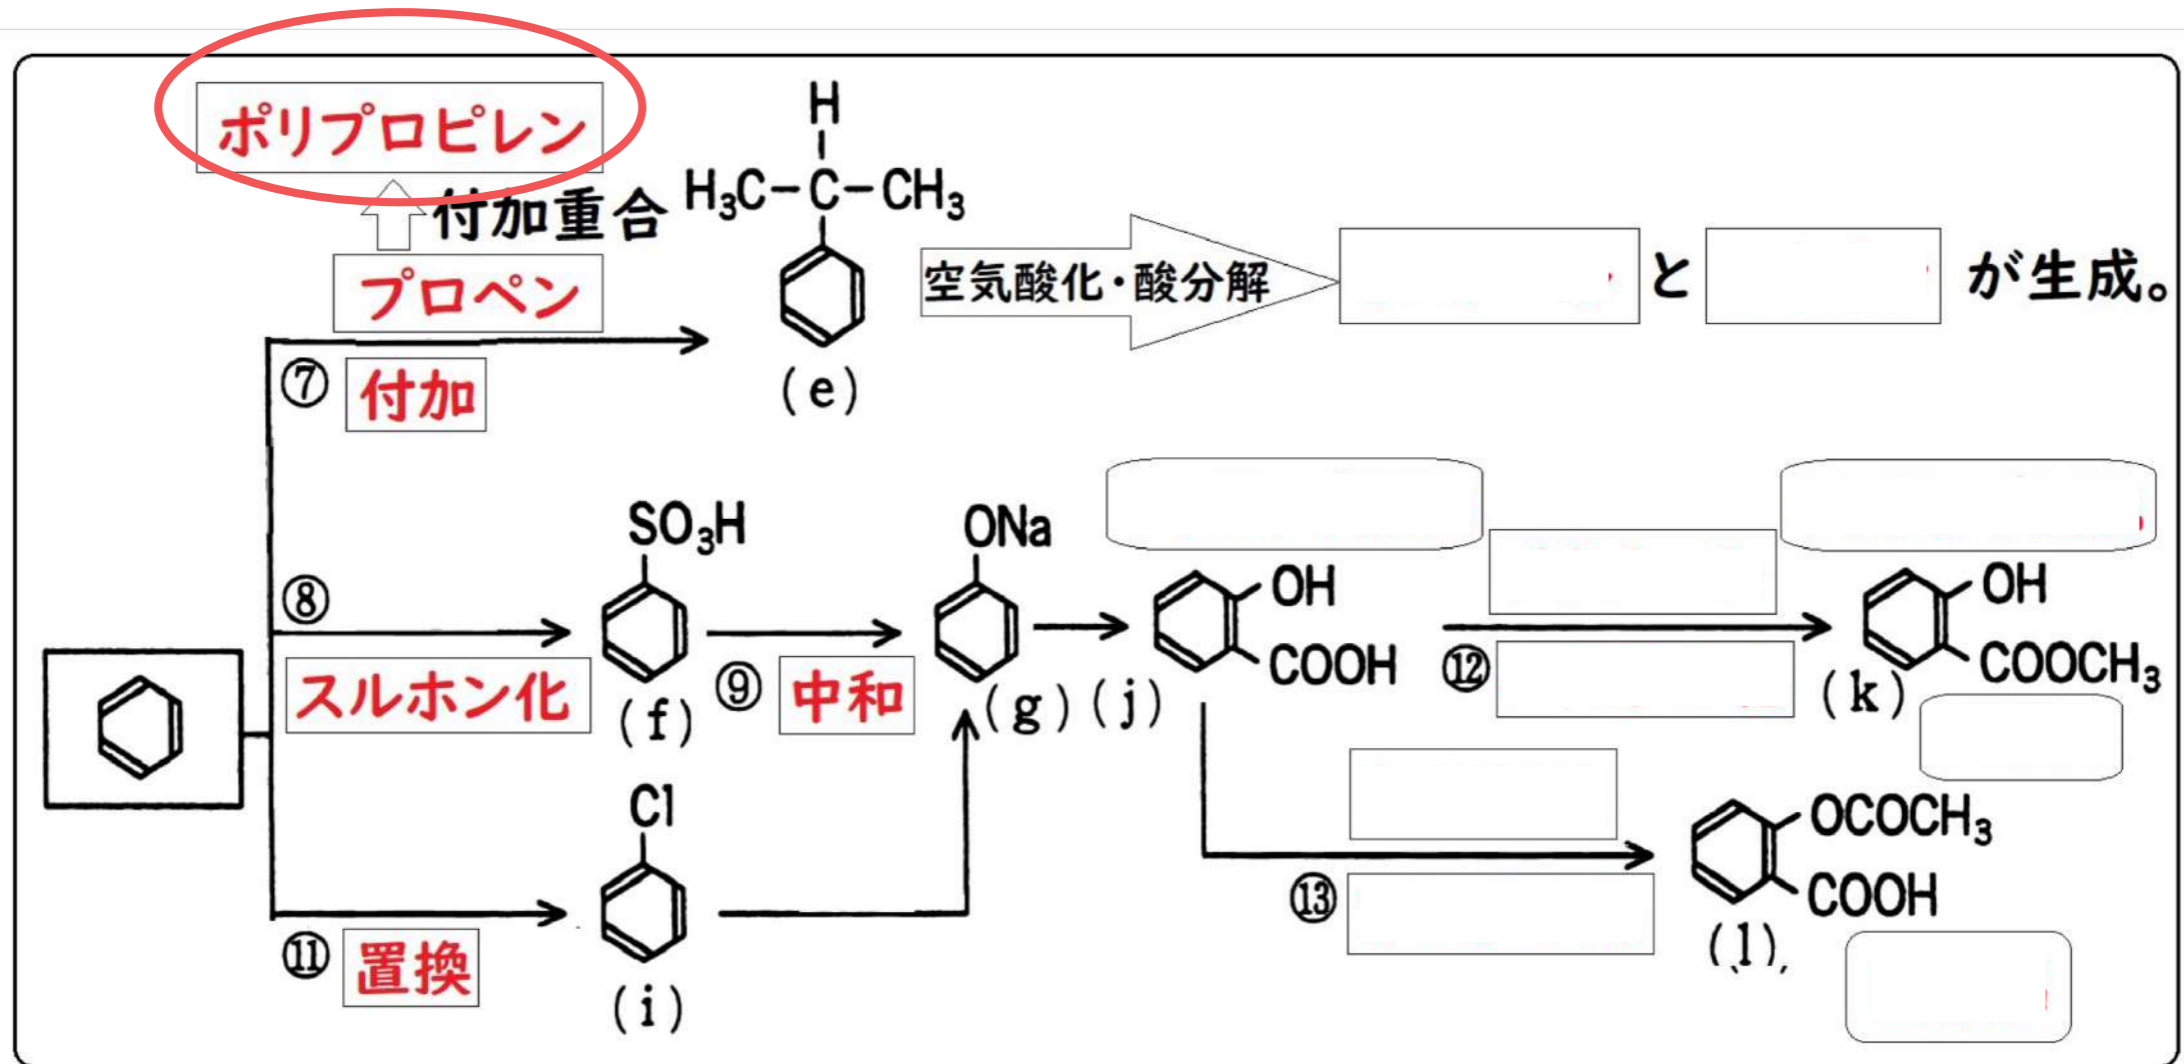 ポリプロピレン
付加重合
プロペン
⑦ 付加
H
H₃C-C-CH₃
(e)
空気酸化・酸分解
と
が生成。
⑧
スルホン化
SO₃H
(f)
⑨ 中和
ONa
(g)
(j)
OH
COOH
⑫
OH
COOCH₃
(k)
⑪ 置換
Cl
(i)
⑬
OCOCH₃
COOH
(l)